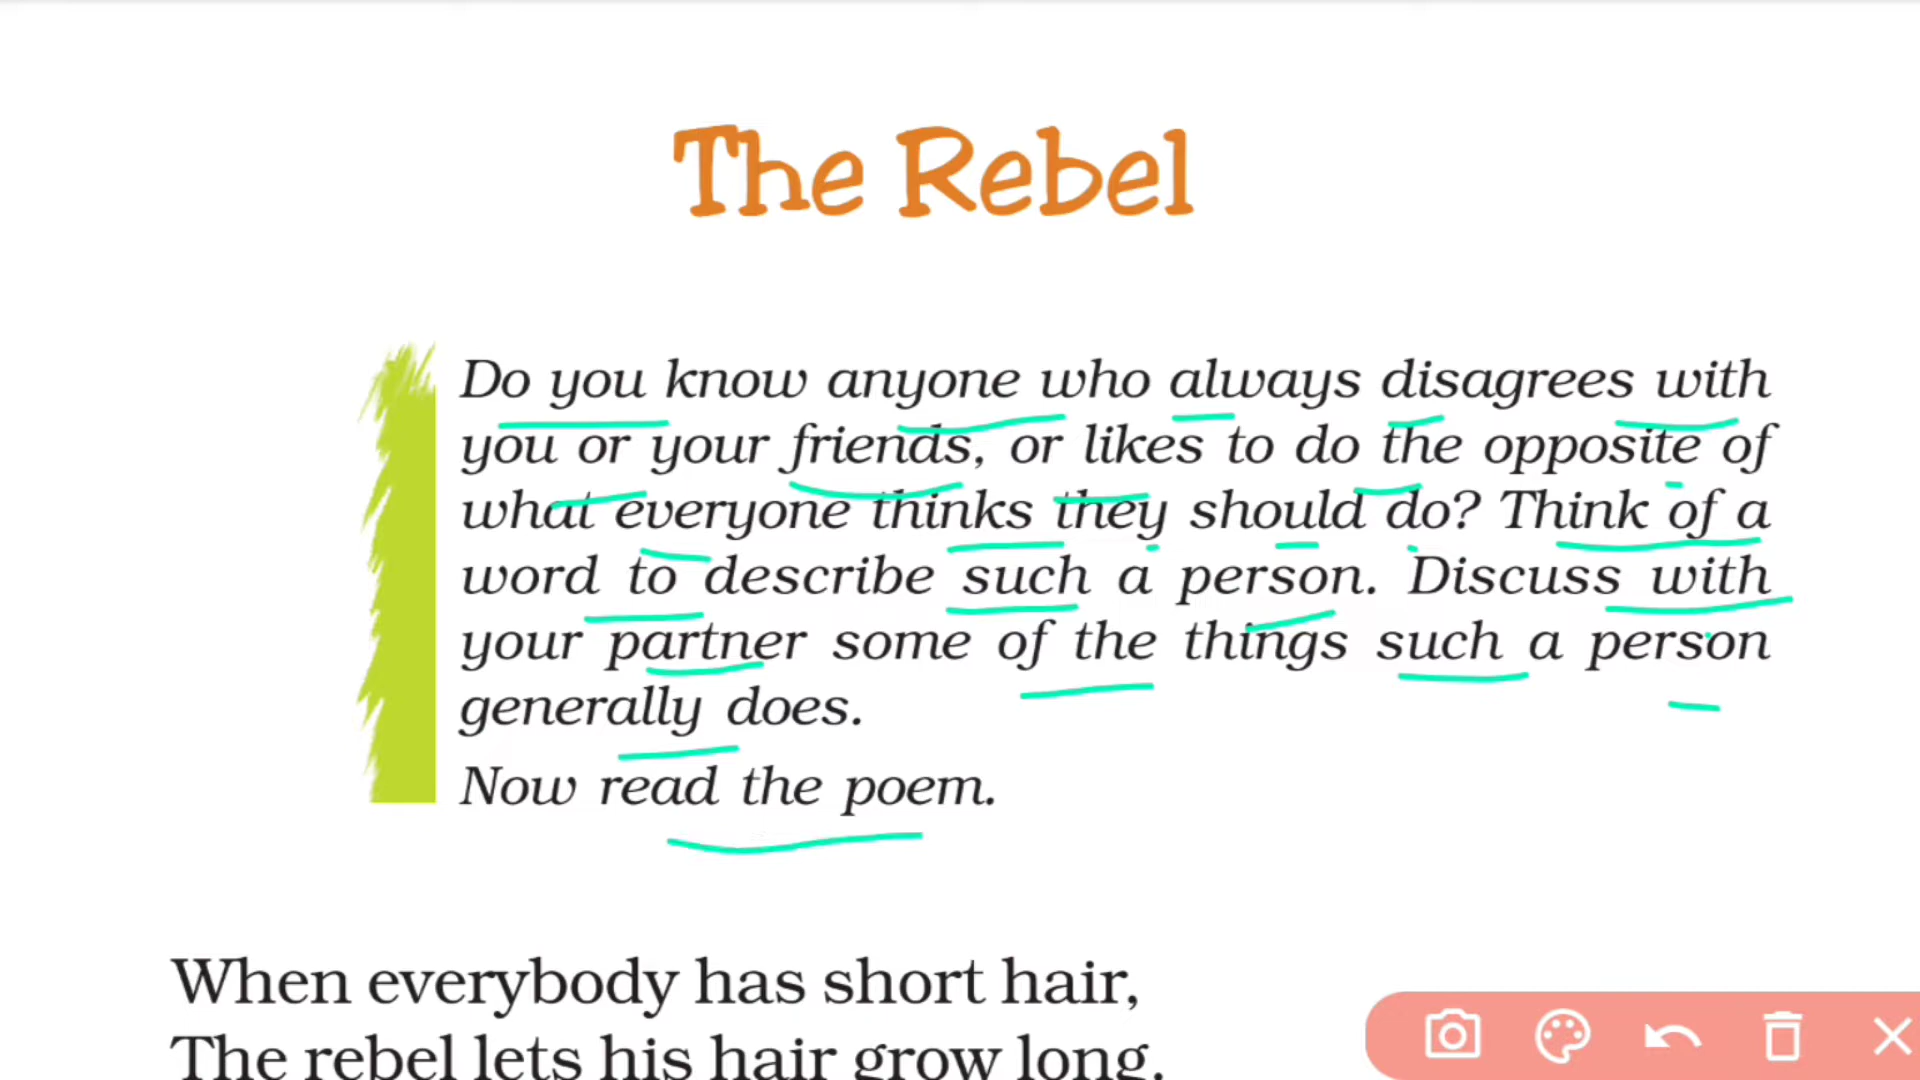 The Rebel
Do you know anyone who always disagrees with
you or your friends, or likes to do the opposite of
what everyone thinks they should do? Think of a
word to describe such a person. Discuss with
your partner some of the things such a person
generally does.
Now read the poem.
When everybody has short hair,
The rebel lets his hair grow long.